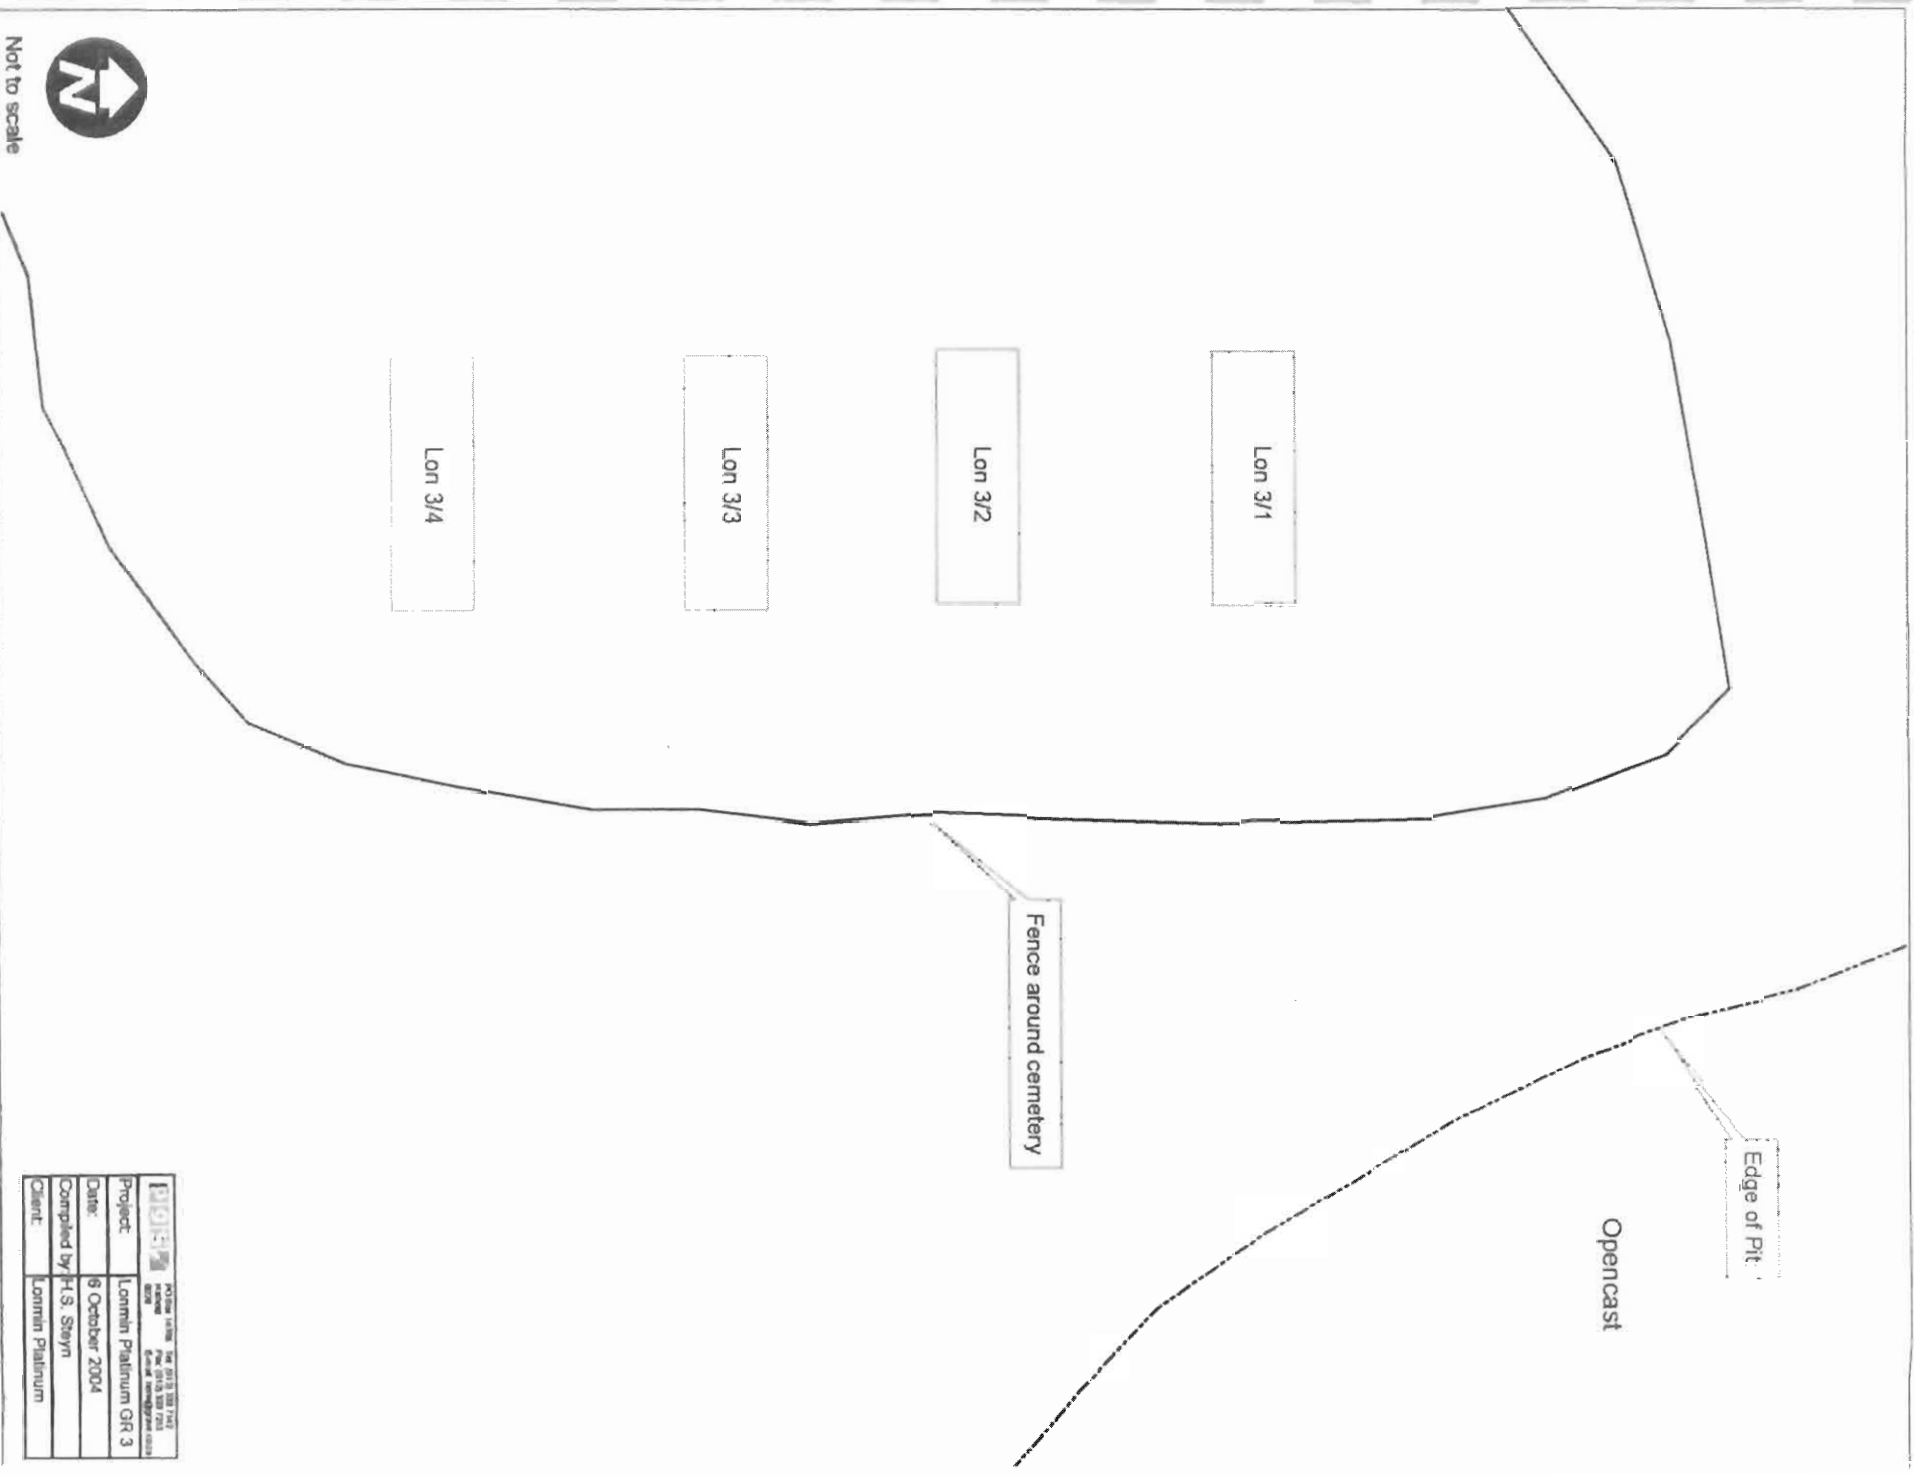 Edge of Pit
Opencast
Lon 3/1
Fence around cemetery
Lon 3/2
Lon 3/3
Lon 3/4
N
Not to scale
Project: Lonmin Platinum GR 3
Date: 6 October 2004
Compiled by: H.S. Steyn
Client: Lonmin Platinum